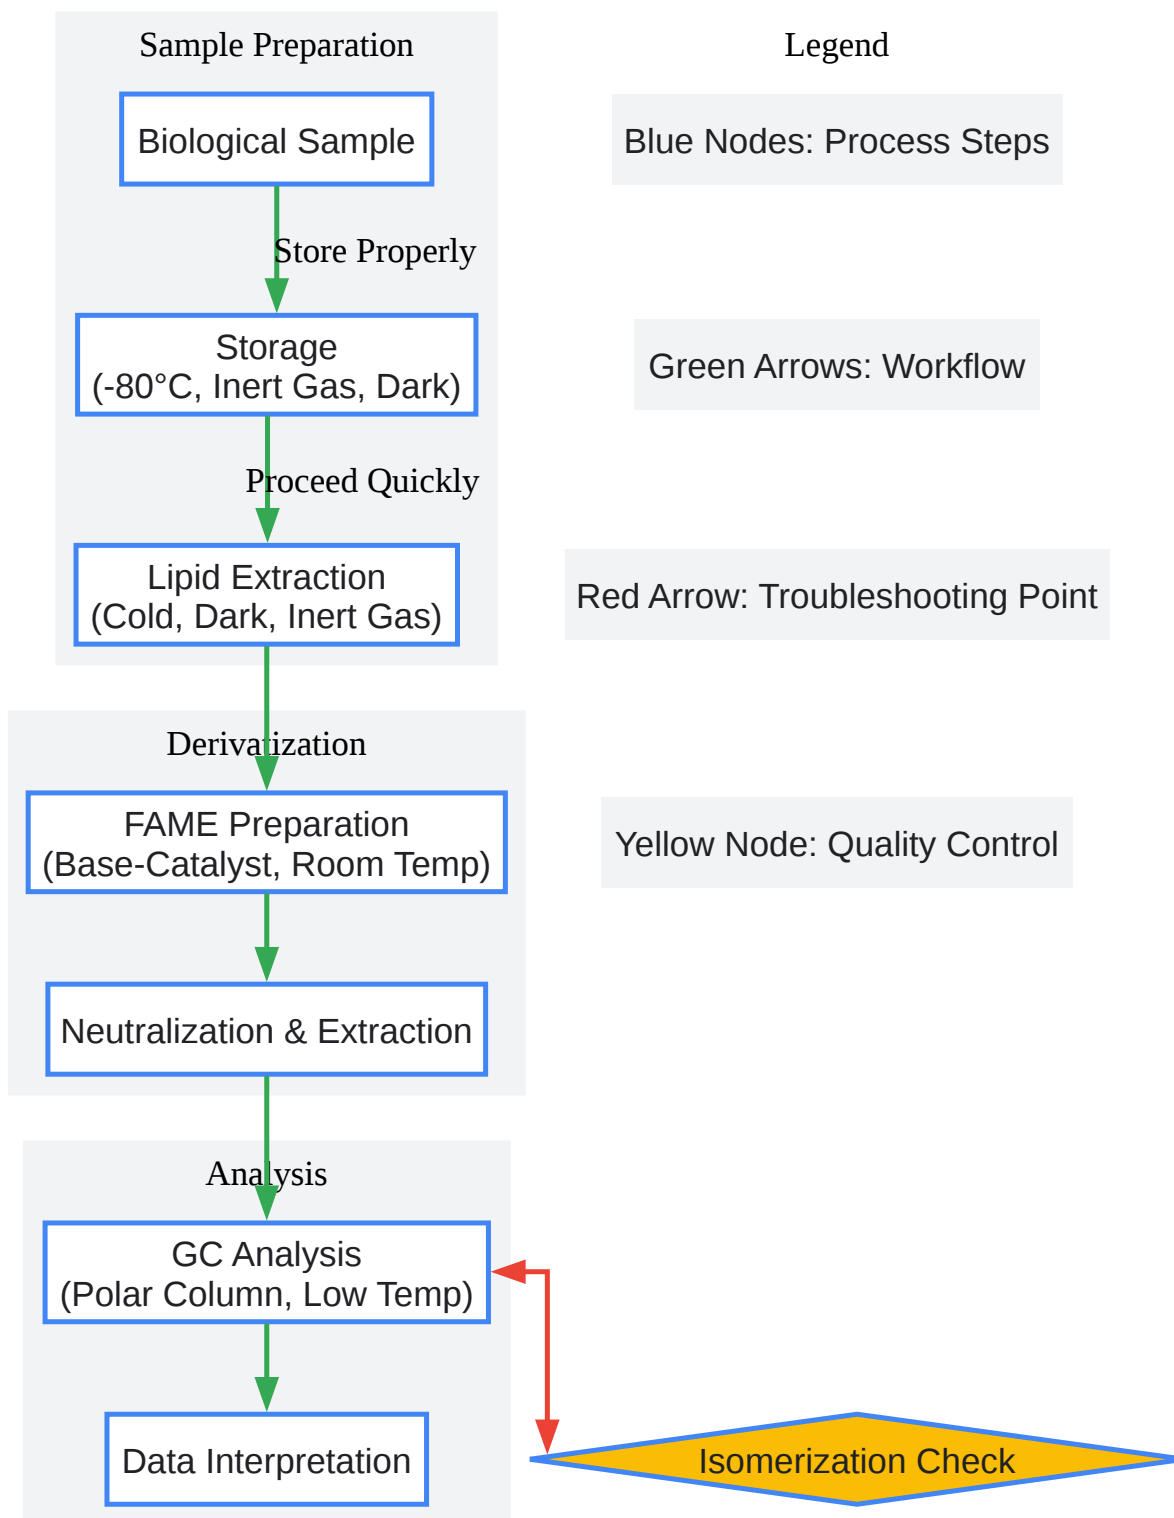 Sample Preparation
Biological Sample
Store Properly
Storage
(-80°C, Inert Gas, Dark)
Proceed Quickly
Lipid Extraction
(Cold, Dark, Inert Gas)
Derivatization
FAME Preparation
(Base-Catalyst, Room Temp)
Neutralization & Extraction
Analysis
GC Analysis
(Polar Column, Low Temp)
Data Interpretation
Isomerization Check
Legend
Blue Nodes: Process Steps
Green Arrows: Workflow
Red Arrow: Troubleshooting Point
Yellow Node: Quality Control